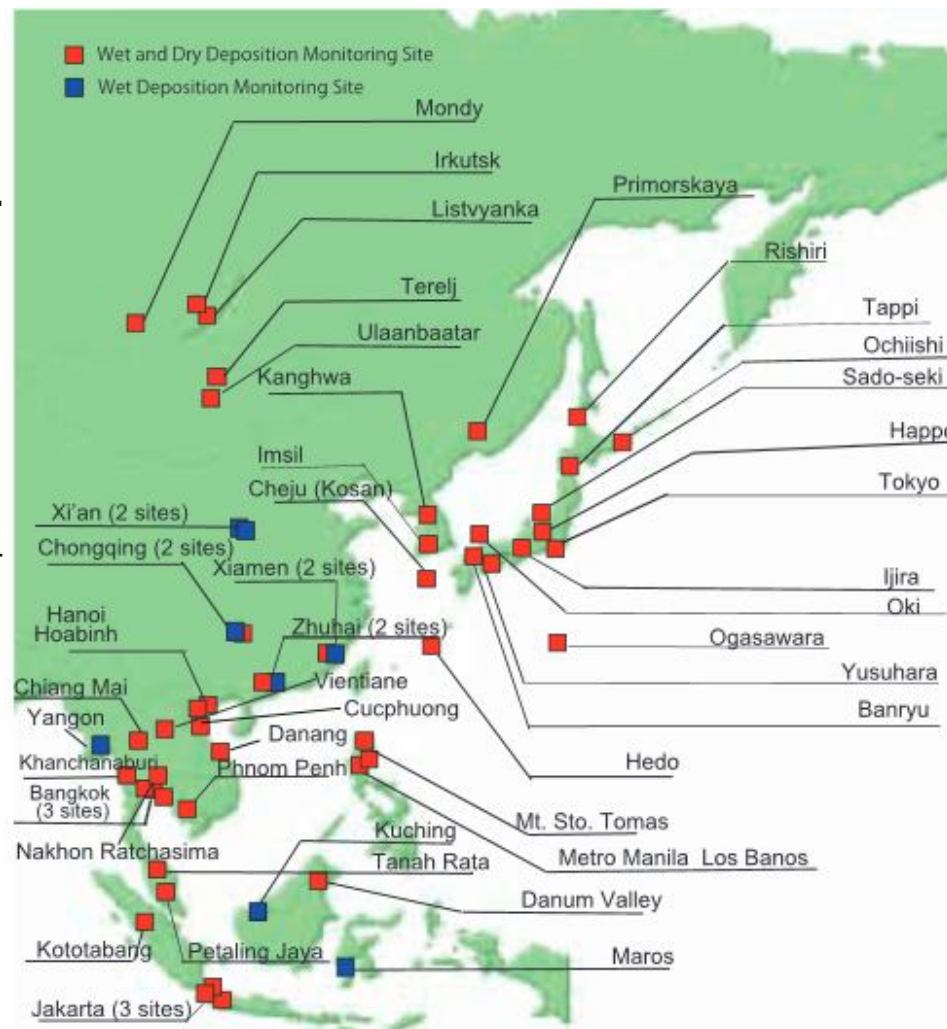 Wet and Dry Deposition Monitoring Site
Wet Deposition Monitoring Site
Mondy
Irkutsk
Primorskaya
Listvyanka
Rishiri
Terelj
Tappi
Ulaanbaatar
Ochiishi
Kanghwa
Sado-seki
Happo
Imsil
Tokyo
Cheju (Kosan)
Xi'an (2 sites)
Chongqing (2 sites)
Xiamen (2 sites)
Ijira
Oki
Hanoi
Hoabinh
Zhuhai (2 sites)
Ogasawara
Vientiane
Yusuhara
Chiang Mai
Cucphuong
Banryu
Yangon
Danang
Khanchanaburi
Phnom Penh
Hedo
Bangkok
(3 sites)
Mt. Sto. Tomas
Kuching
Nakhon Ratchasima
Tanah Rata
Metro Manila Los Banos
Danum Valley
Kototabang
Petaling Jaya
Maros
Jakarta (3 sites)